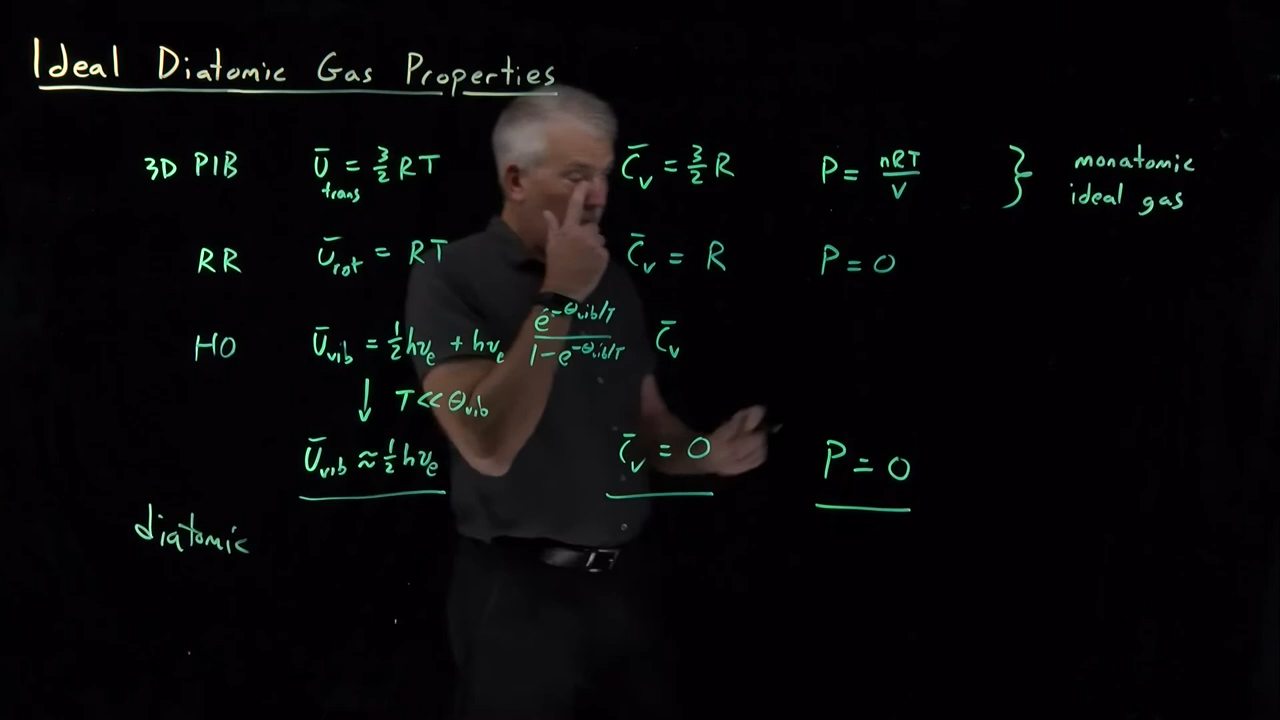 Ideal Diatomic Gas Properties
3D PIB Ū_trans = 3/2 RT C̄_v = 3/2 R P = nRT/V } monatomic ideal gas
RR Ū_rot = RT C̄_v = R P = 0
HO Ū_vib = 1/2 hν_e + hν_e e^(-Θ_vib/T) / (1 - e^(-Θ_vib/T)) C̄_v
↓ T << Θ_vib
Ū_vib ≈ 1/2 hν_e C̄_v = 0 P = 0
diatomic